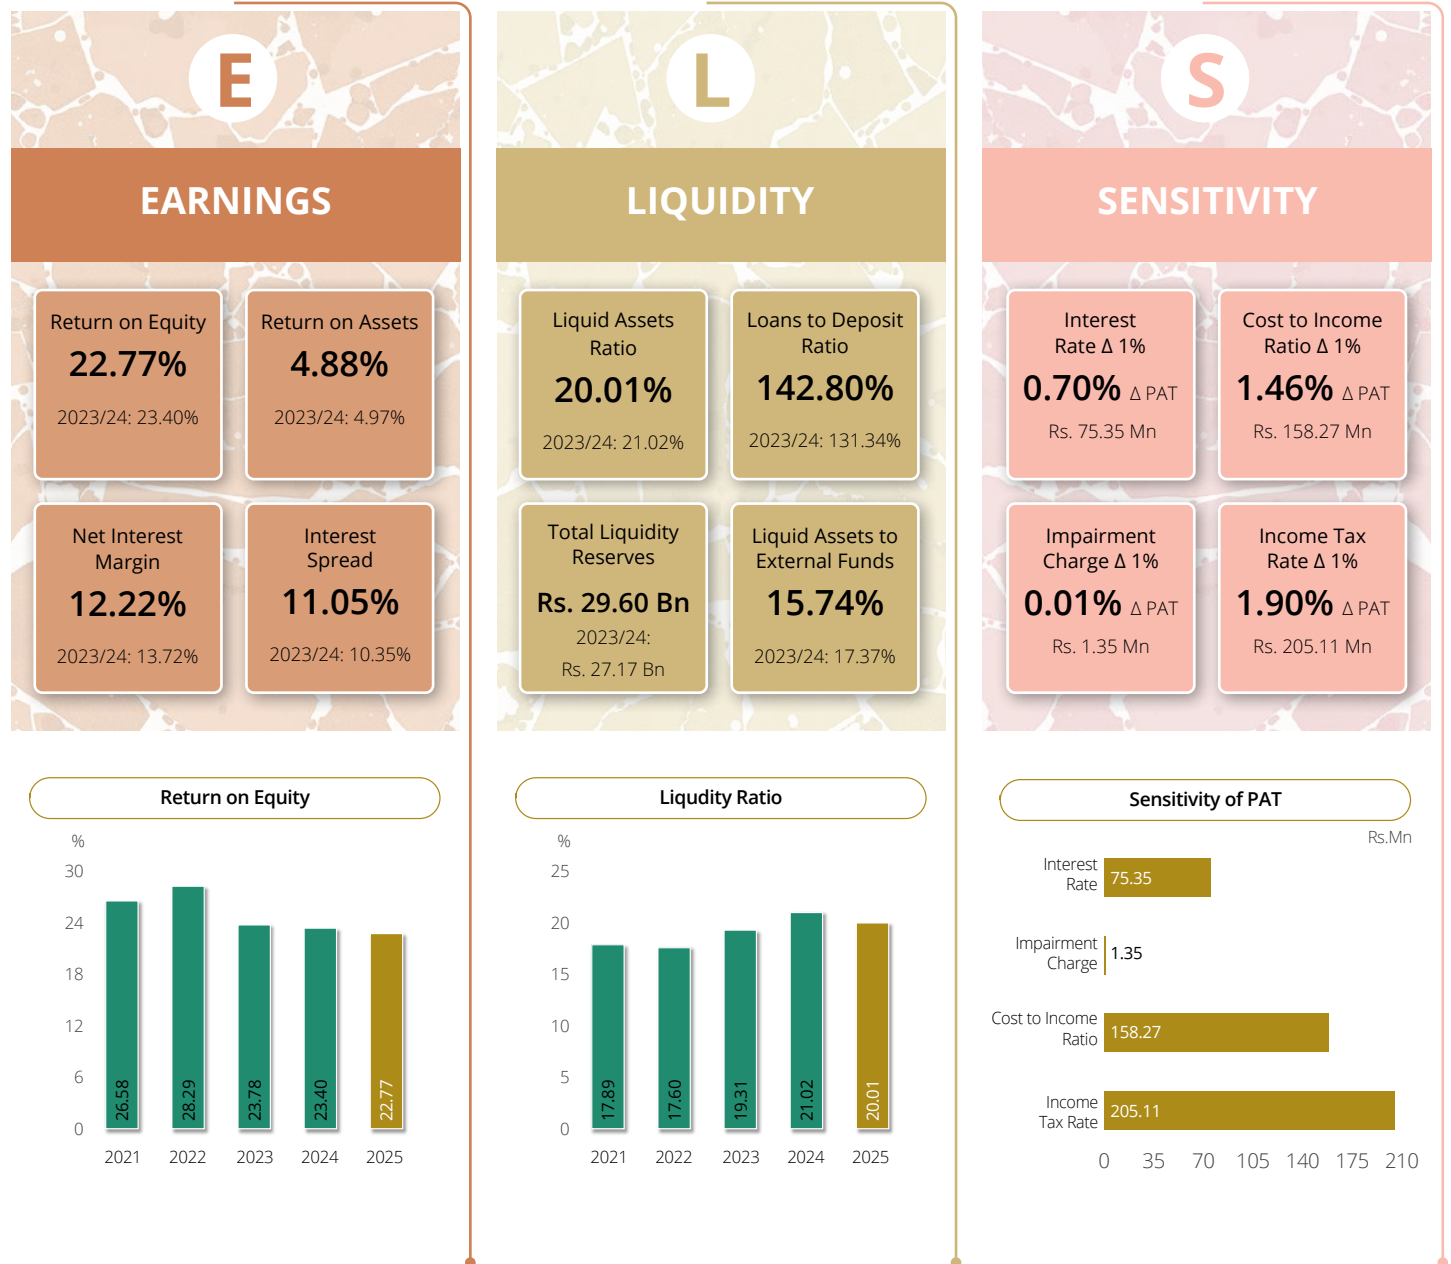 E
EARNINGS
Return on Equity
22.77%
2023/24: 23.40%
Return on Assets
4.88%
2023/24: 4.97%
Net Interest
Margin
12.22%
2023/24: 13.72%
Interest
Spread
11.05%
2023/24: 10.35%
Return on Equity
%
30
24
18
12
6
0
26.58
28.29
23.78
23.40
22.77
2021
2022
2023
2024
2025
L
LIQUIDITY
Liquid Assets
Ratio
20.01%
2023/24: 21.02%
Loans to Deposit
Ratio
142.80%
2023/24: 131.34%
Total Liquidity
Reserves
Rs. 29.60 Bn
2023/24:
Rs. 27.17 Bn
Liquid Assets to
External Funds
15.74%
2023/24: 17.37%
Liqudity Ratio
%
25
20
15
10
5
0
17.89
17.60
19.31
21.02
20.01
2021
2022
2023
2024
2025
S
SENSITIVITY
Interest
Rate Δ 1%
0.70% Δ PAT
Rs. 75.35 Mn
Cost to Income
Ratio Δ 1%
1.46% Δ PAT
Rs. 158.27 Mn
Impairment
Charge Δ 1%
0.01% Δ PAT
Rs. 1.35 Mn
Income Tax
Rate Δ 1%
1.90% Δ PAT
Rs. 205.11 Mn
Sensitivity of PAT
Rs.Mn
Interest
Rate
75.35
Impairment
Charge
1.35
Cost to Income
Ratio
158.27
Income
Tax Rate
205.11
0
35
70
105
140
175
210